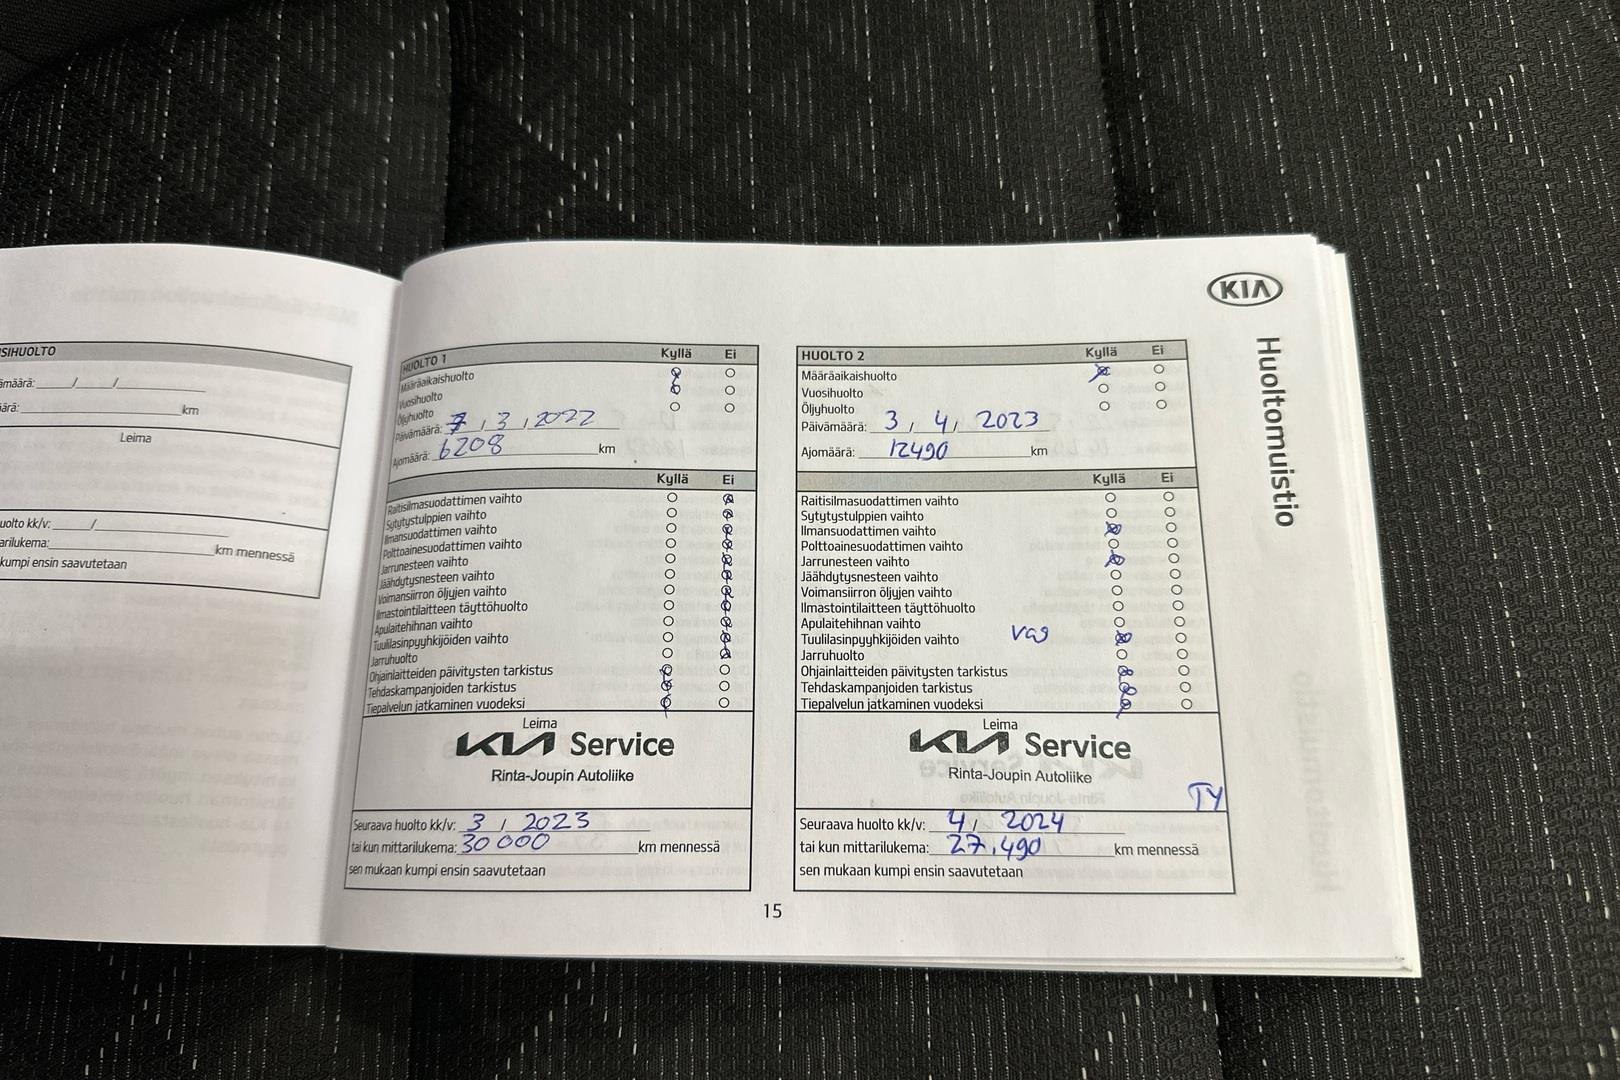 SIHUOLTO
ämäärä: / /
ärä: km
Leima
uolto kk/v: /
arilukema: km mennessä
kumpi ensin saavutetaan
HUOLTO 1 Kyllä Ei
Määräaikaishuolto
Vuosihuolto
Öljyhuolto
Päivämäärä: 7 / 3 / 2022
Ajomäärä: 6208 km
Kyllä Ei
Raitisilmasuodattimen vaihto
Sytytystulppien vaihto
Ilmansuodattimen vaihto
Polttoainesuodattimen vaihto
Jarrunesteen vaihto
Jäähdytysnesteen vaihto
Voimansiirron öljyjen vaihto
Ilmastointilaitteen täyttöhuolto
Apulaitehihnan vaihto
Tuulilasinpyyhkijöiden vaihto
Jarruhuolto
Ohjainlaitteiden päivitysten tarkistus
Tehdaskampanjoiden tarkistus
Tiepalvelun jatkaminen vuodeksi
Leima
KIA Service
Rinta-Joupin Autoliike
Seuraava huolto kk/v: 3 / 2023
tai kun mittarilukema: 30 000 km mennessä
sen mukaan kumpi ensin saavutetaan
HUOLTO 2 Kyllä Ei
Määräaikaishuolto
Vuosihuolto
Öljyhuolto
Päivämäärä: 3 / 4 / 2023
Ajomäärä: 12490 km
Kyllä Ei
Raitisilmasuodattimen vaihto
Sytytystulppien vaihto
Ilmansuodattimen vaihto
Polttoainesuodattimen vaihto
Jarrunesteen vaihto
Jäähdytysnesteen vaihto
Voimansiirron öljyjen vaihto
Ilmastointilaitteen täyttöhuolto
Apulaitehihnan vaihto
Tuulilasinpyyhkijöiden vaihto
Jarruhuolto
Ohjainlaitteiden päivitysten tarkistus
Tehdaskampanjoiden tarkistus
Tiepalvelun jatkaminen vuodeksi
Leima
KIA Service
Rinta-Joupin Autoliike
TY
Seuraava huolto kk/v: 4 / 2024
tai kun mittarilukema: 27.490 km mennessä
sen mukaan kumpi ensin saavutetaan
KIA
Huoltomuistio
15